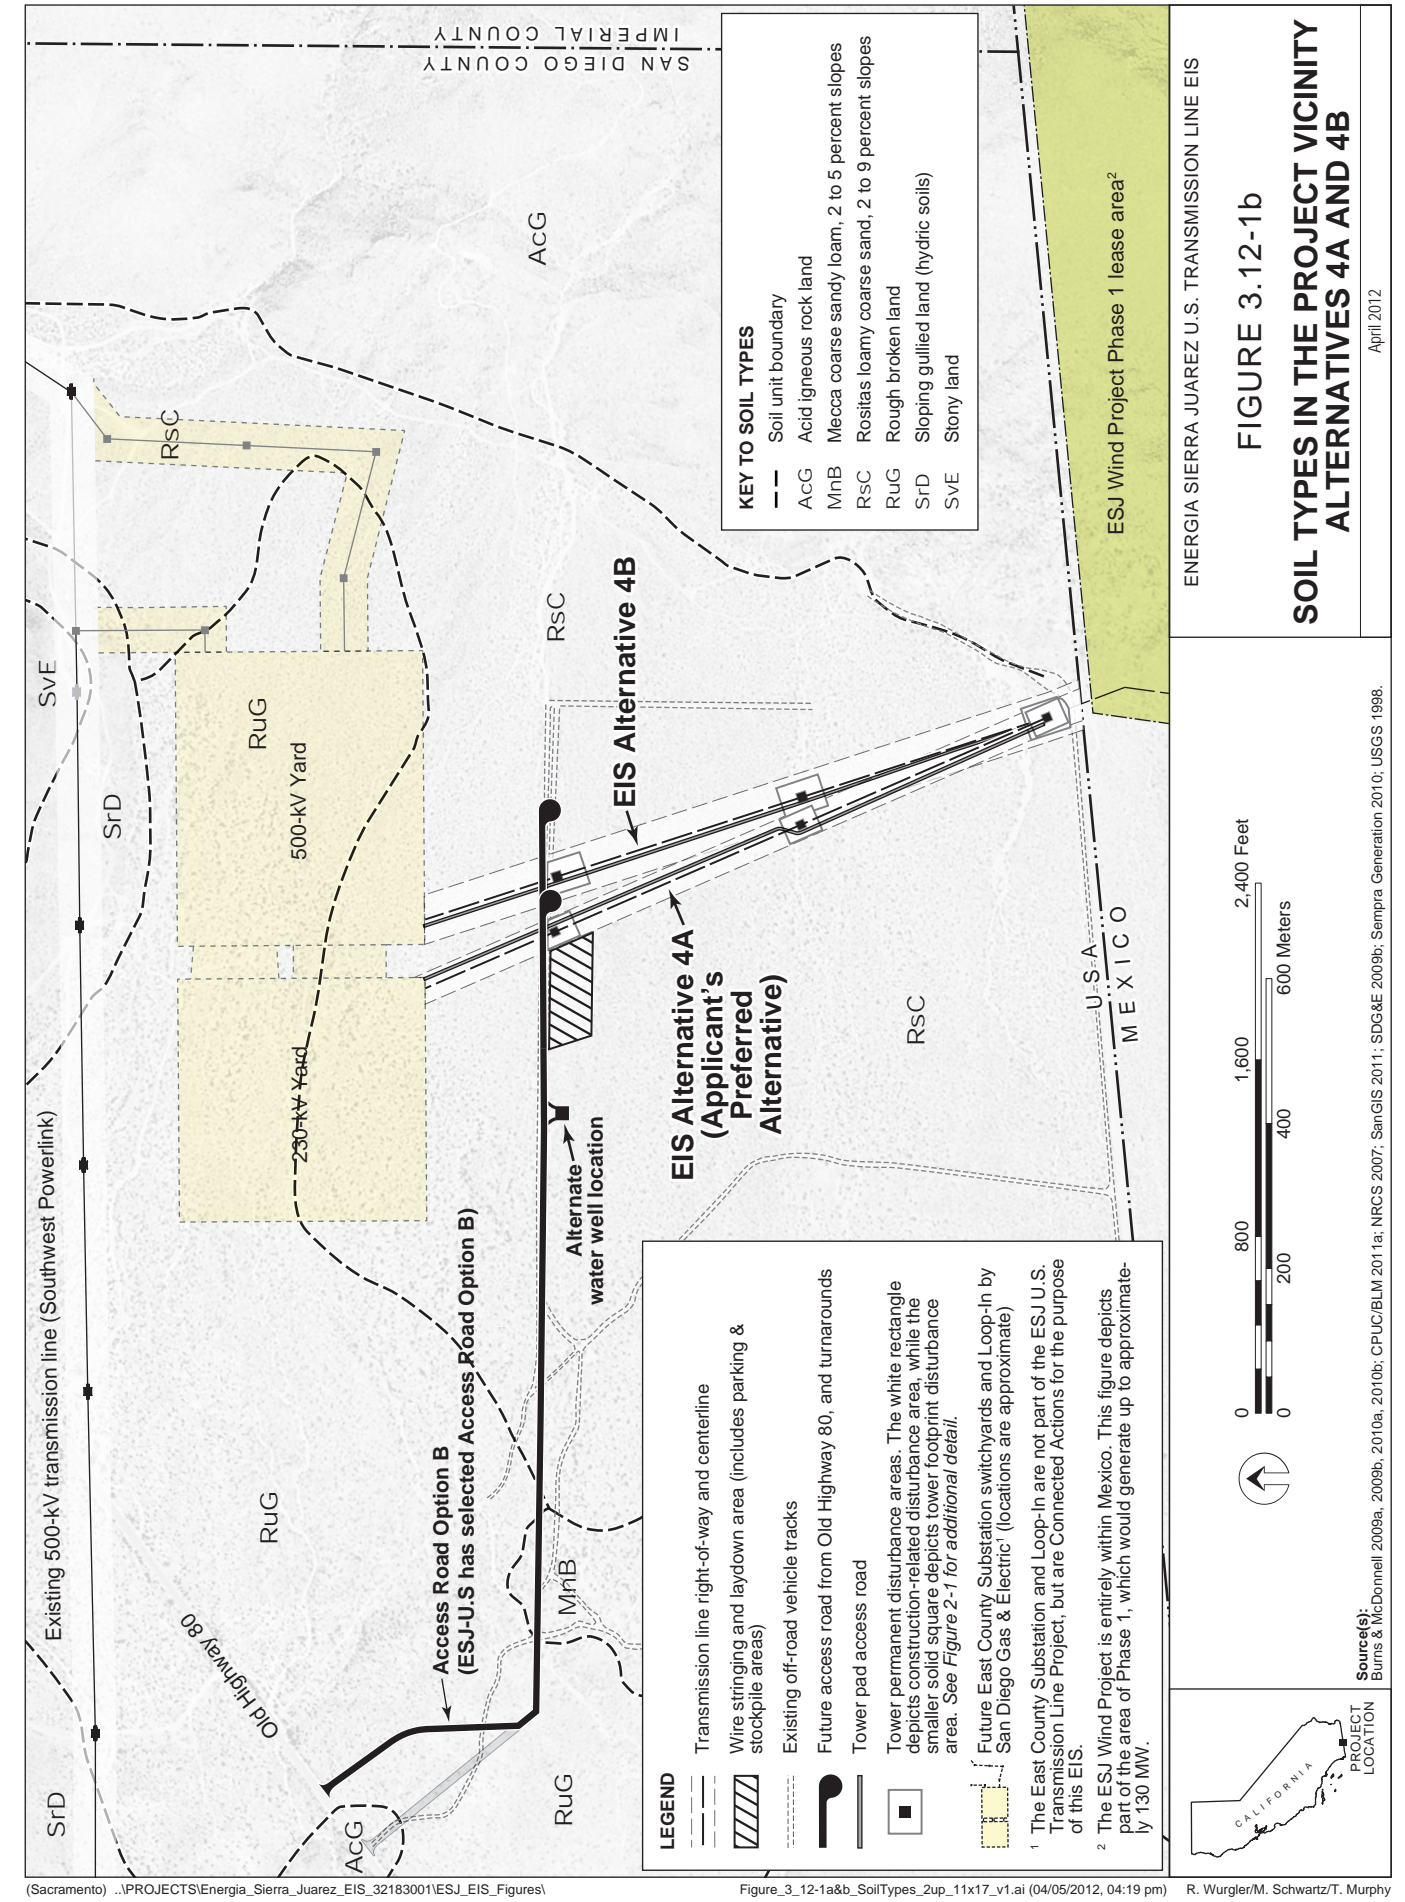 IMPERIAL COUNTY
SAN DIEGO COUNTY
Existing 500-kV transmission line (Southwest Powerlink)
SrD
SvE
SrD
RsC
AcG
RuG
500-kV Yard
230-kV Yard
RuG
Old Highway 80
Access Road Option B
(ESJ-U.S has selected Access Road Option B)
AcG
RuG
MnB
Alternate
water well location
RsC
EIS Alternative 4B
EIS Alternative 4A
(Applicant's
Preferred
Alternative)
RsC
U S A
M E X I C O
ESJ Wind Project Phase 1 lease area2
KEY TO SOIL TYPES
Soil unit boundary
AcG Acid igneous rock land
MnB Mecca coarse sandy loam, 2 to 5 percent slopes
RsC Rositas loamy coarse sand, 2 to 9 percent slopes
RuG Rough broken land
SrD Sloping gullied land (hydric soils)
SvE Stony land
LEGEND
Transmission line right-of-way and centerline
Wire stringing and laydown area (includes parking &
stockpile areas)
Existing off-road vehicle tracks
Future access road from Old Highway 80, and turnarounds
Tower pad access road
Tower permanent disturbance areas. The white rectangle
depicts construction-related disturbance area, while the
smaller solid square depicts tower footprint disturbance
area. See Figure 2-1 for additional detail.
Future East County Substation switchyards and Loop-In by
San Diego Gas & Electric1 (locations are approximate)
1 The East County Substation and Loop-In are not part of the ESJ U.S.
Transmission Line Project, but are Connected Actions for the purpose
of this EIS.
2 The ESJ Wind Project is entirely within Mexico. This figure depicts
part of the area of Phase 1, which would generate up to approximate-
ly 130 MW.
CALIFORNIA
PROJECT
LOCATION
0 800 1,600 2,400 Feet
0 200 400 600 Meters
Source(s):
Burns & McDonnell 2009a, 2009b, 2010a, 2010b; CPUC/BLM 2011a; NRCS 2007; SanGIS 2011; SDG&E 2009b; Sempra Generation 2010; USGS 1998.
ENERGIA SIERRA JUAREZ U.S. TRANSMISSION LINE EIS
FIGURE 3.12-1b
SOIL TYPES IN THE PROJECT VICINITY
ALTERNATIVES 4A AND 4B
April 2012
(Sacramento) ..\PROJECTS\Energia_Sierra_Juarez_EIS_32183001\ESJ_EIS_Figures\
Figure_3_12-1a&b_SoilTypes_2up_11x17_v1.ai (04/05/2012, 04:19 pm)
R. Wurgler/M. Schwartz/T. Murphy